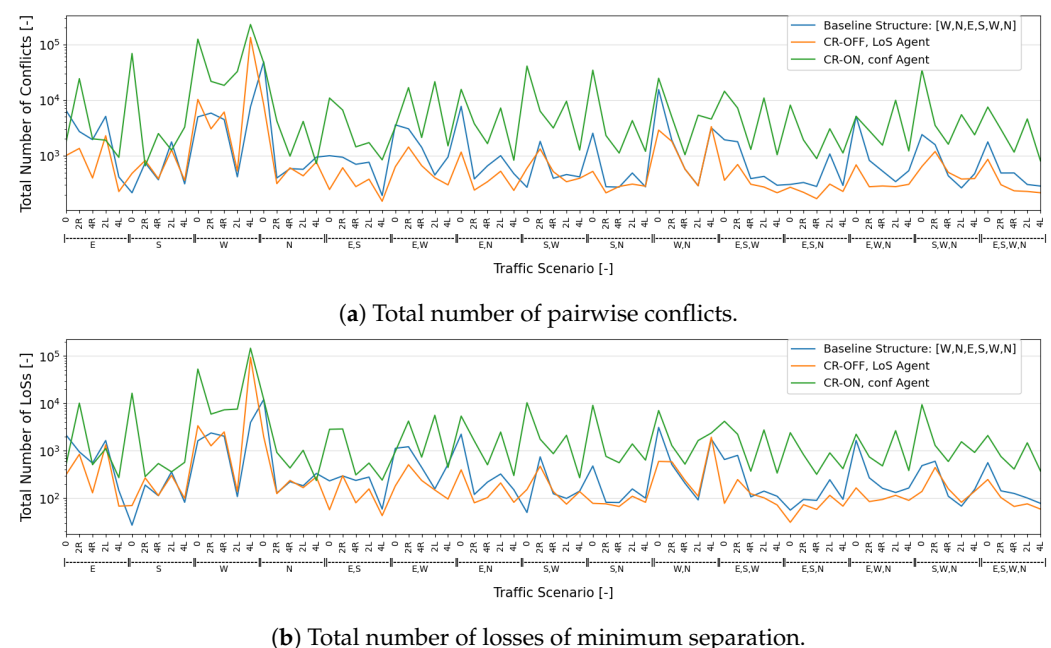 Total Number of Conflicts [-]
10⁵
10⁴
10³
Baseline Structure: [W,N,E,S,W,N]
CR-OFF, LoS Agent
CR-ON, conf Agent
0 2R 4R 2L 4L 0 2R 4R 2L 4L 0 2R 4R 2L 4L 0 2R 4R 2L 4L 0 2R 4R 2L 4L 0 2R 4R 2L 4L 0 2R 4R 2L 4L 0 2R 4R 2L 4L 0 2R 4R 2L 4L 0 2R 4R 2L 4L 0 2R 4R 2L 4L 0 2R 4R 2L 4L 0 2R 4R 2L 4L 0 2R 4R 2L 4L 0 2R 4R 2L 4L
E S W N E,S E,W E,N S,W S,N W,N E,S,W E,S,N E,W,N S,W,N E,S,W,N
Traffic Scenario [-]
(a) Total number of pairwise conflicts.
Total Number of LoSs [-]
10⁵
10⁴
10³
10²
Baseline Structure: [W,N,E,S,W,N]
CR-OFF, LoS Agent
CR-ON, conf Agent
0 2R 4R 2L 4L 0 2R 4R 2L 4L 0 2R 4R 2L 4L 0 2R 4R 2L 4L 0 2R 4R 2L 4L 0 2R 4R 2L 4L 0 2R 4R 2L 4L 0 2R 4R 2L 4L 0 2R 4R 2L 4L 0 2R 4R 2L 4L 0 2R 4R 2L 4L 0 2R 4R 2L 4L 0 2R 4R 2L 4L 0 2R 4R 2L 4L 0 2R 4R 2L 4L
E S W N E,S E,W E,N S,W S,N W,N E,S,W E,S,N E,W,N S,W,N E,S,W,N
Traffic Scenario [-]
(b) Total number of losses of minimum separation.